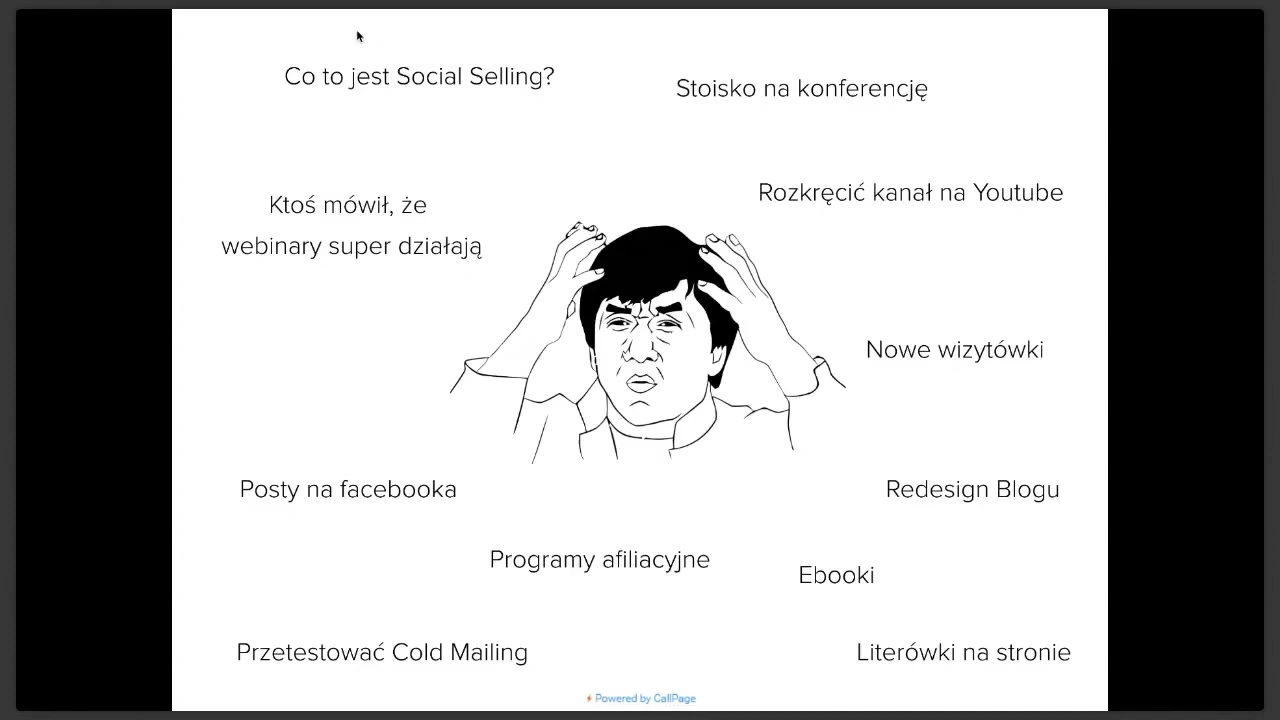 Co to jest Social Selling?
Stoisko na konferencję
Rozkręcić kanał na Youtube
Ktoś mówił, że
webinary super działają
Nowe wizytówki
Posty na facebooka
Redesign Blogu
Programy afiliacyjne
Ebooki
Przetestować Cold Mailing
Literówki na stronie
Powered by CallPage